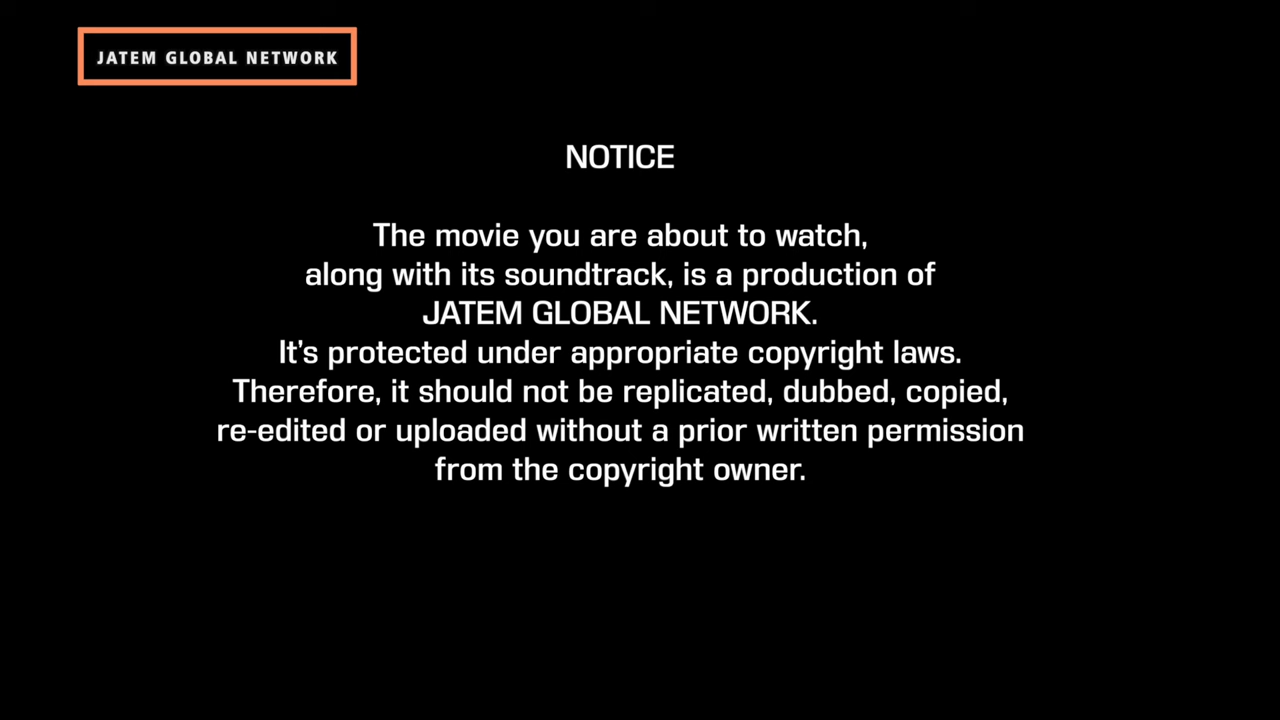 JATEM GLOBAL NETWORK
NOTICE
The movie you are about to watch,
along with its soundtrack, is a production of
JATEM GLOBAL NETWORK.
It's protected under appropriate copyright laws.
Therefore, it should not be replicated, dubbed, copied,
re-edited or uploaded without a prior written permission
from the copyright owner.